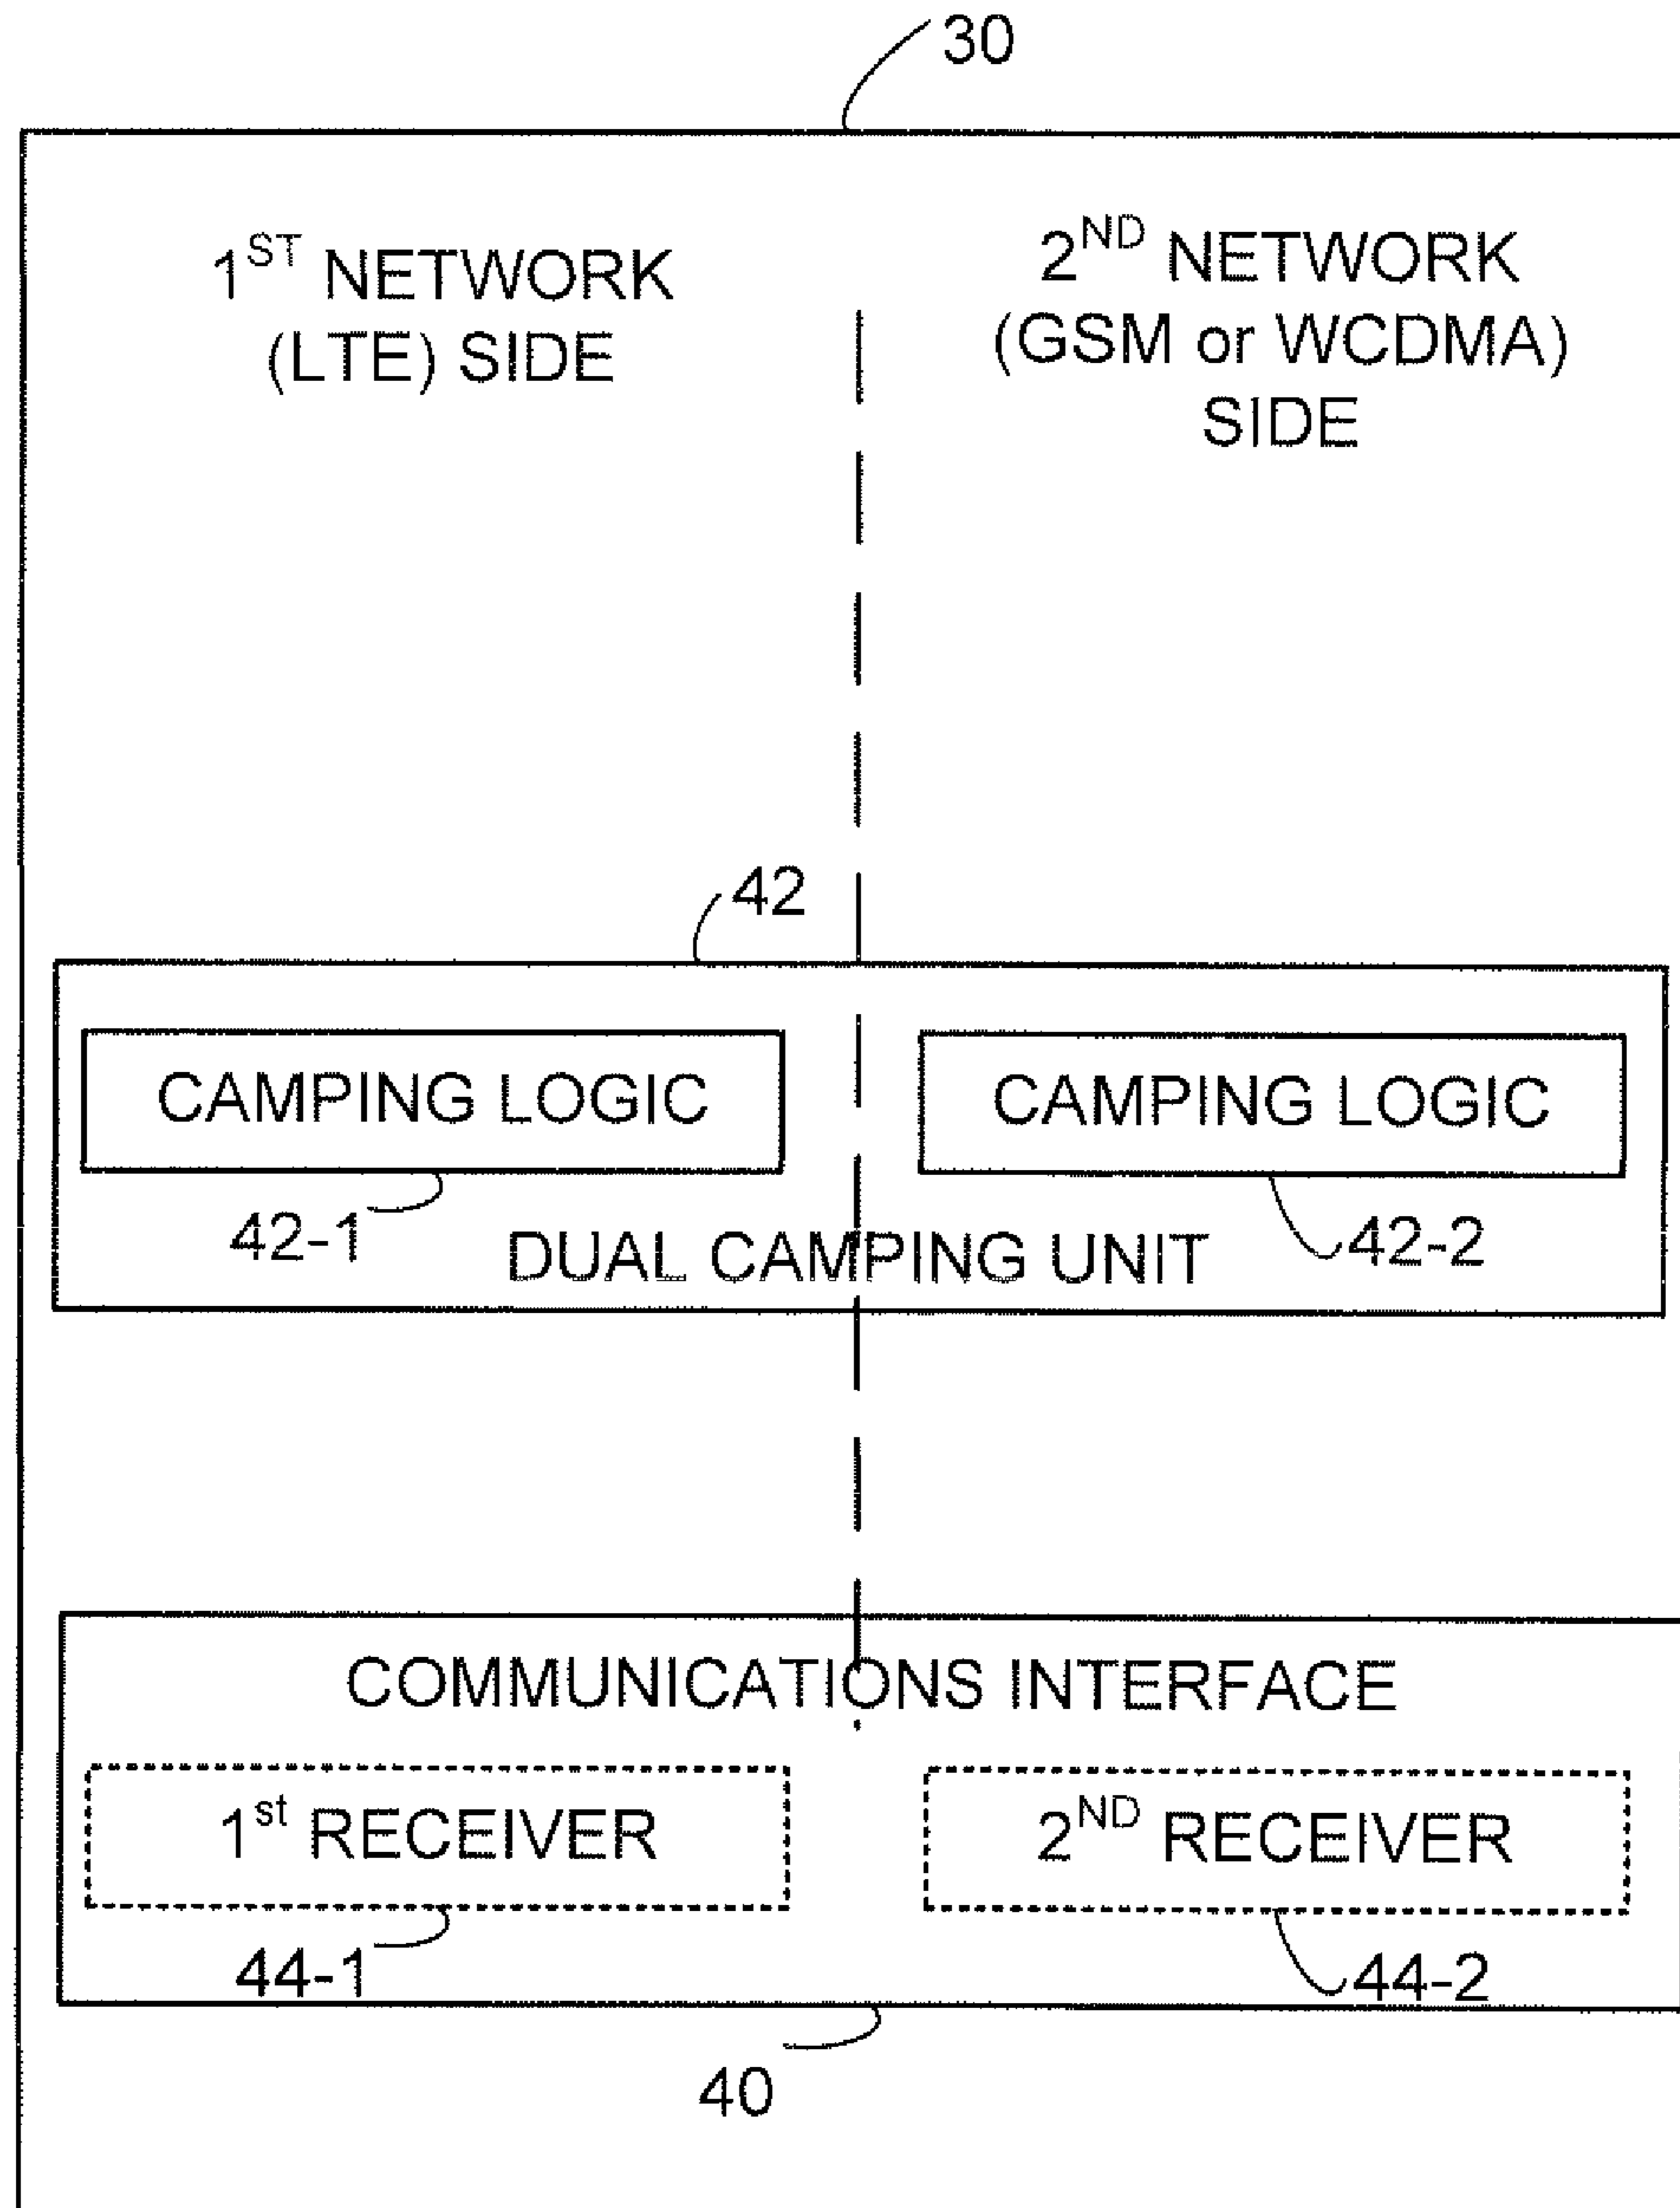 30
1ST NETWORK
(LTE) SIDE
2ND NETWORK
(GSM or WCDMA)
SIDE
42
CAMPING LOGIC
CAMPING LOGIC
42-1
42-2
DUAL CAMPING UNIT
COMMUNICATIONS INTERFACE
1st RECEIVER
2ND RECEIVER
44-1
44-2
40